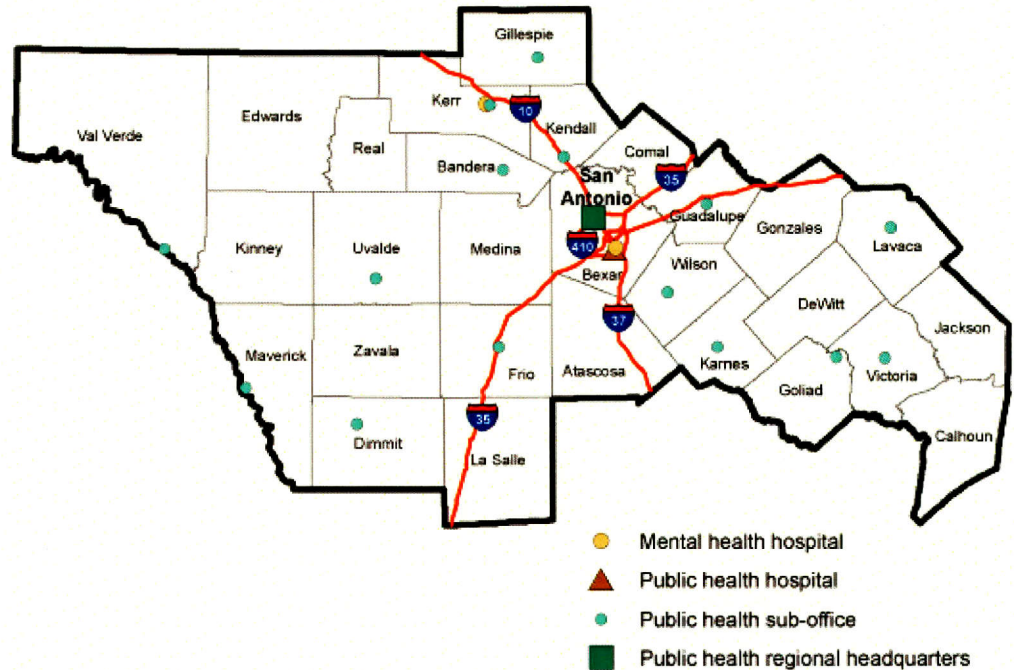 Gillespie
Kerr
10
Edwards
Val Verde
Kendall
Real
Comal
Bandera
San
Antonio
35
Guadalupe
Gonzales
Lavaca
Kinney
Uvalde
Medina
410
Wilson
Bexar
DeWitt
37
Jackson
Maverick
Zavala
Karnes
Frio
Atascosa
Victoria
Goliad
35
Dimmit
La Salle
Calhoun
Mental health hospital
Public health hospital
Public health sub-office
Public health regional headquarters